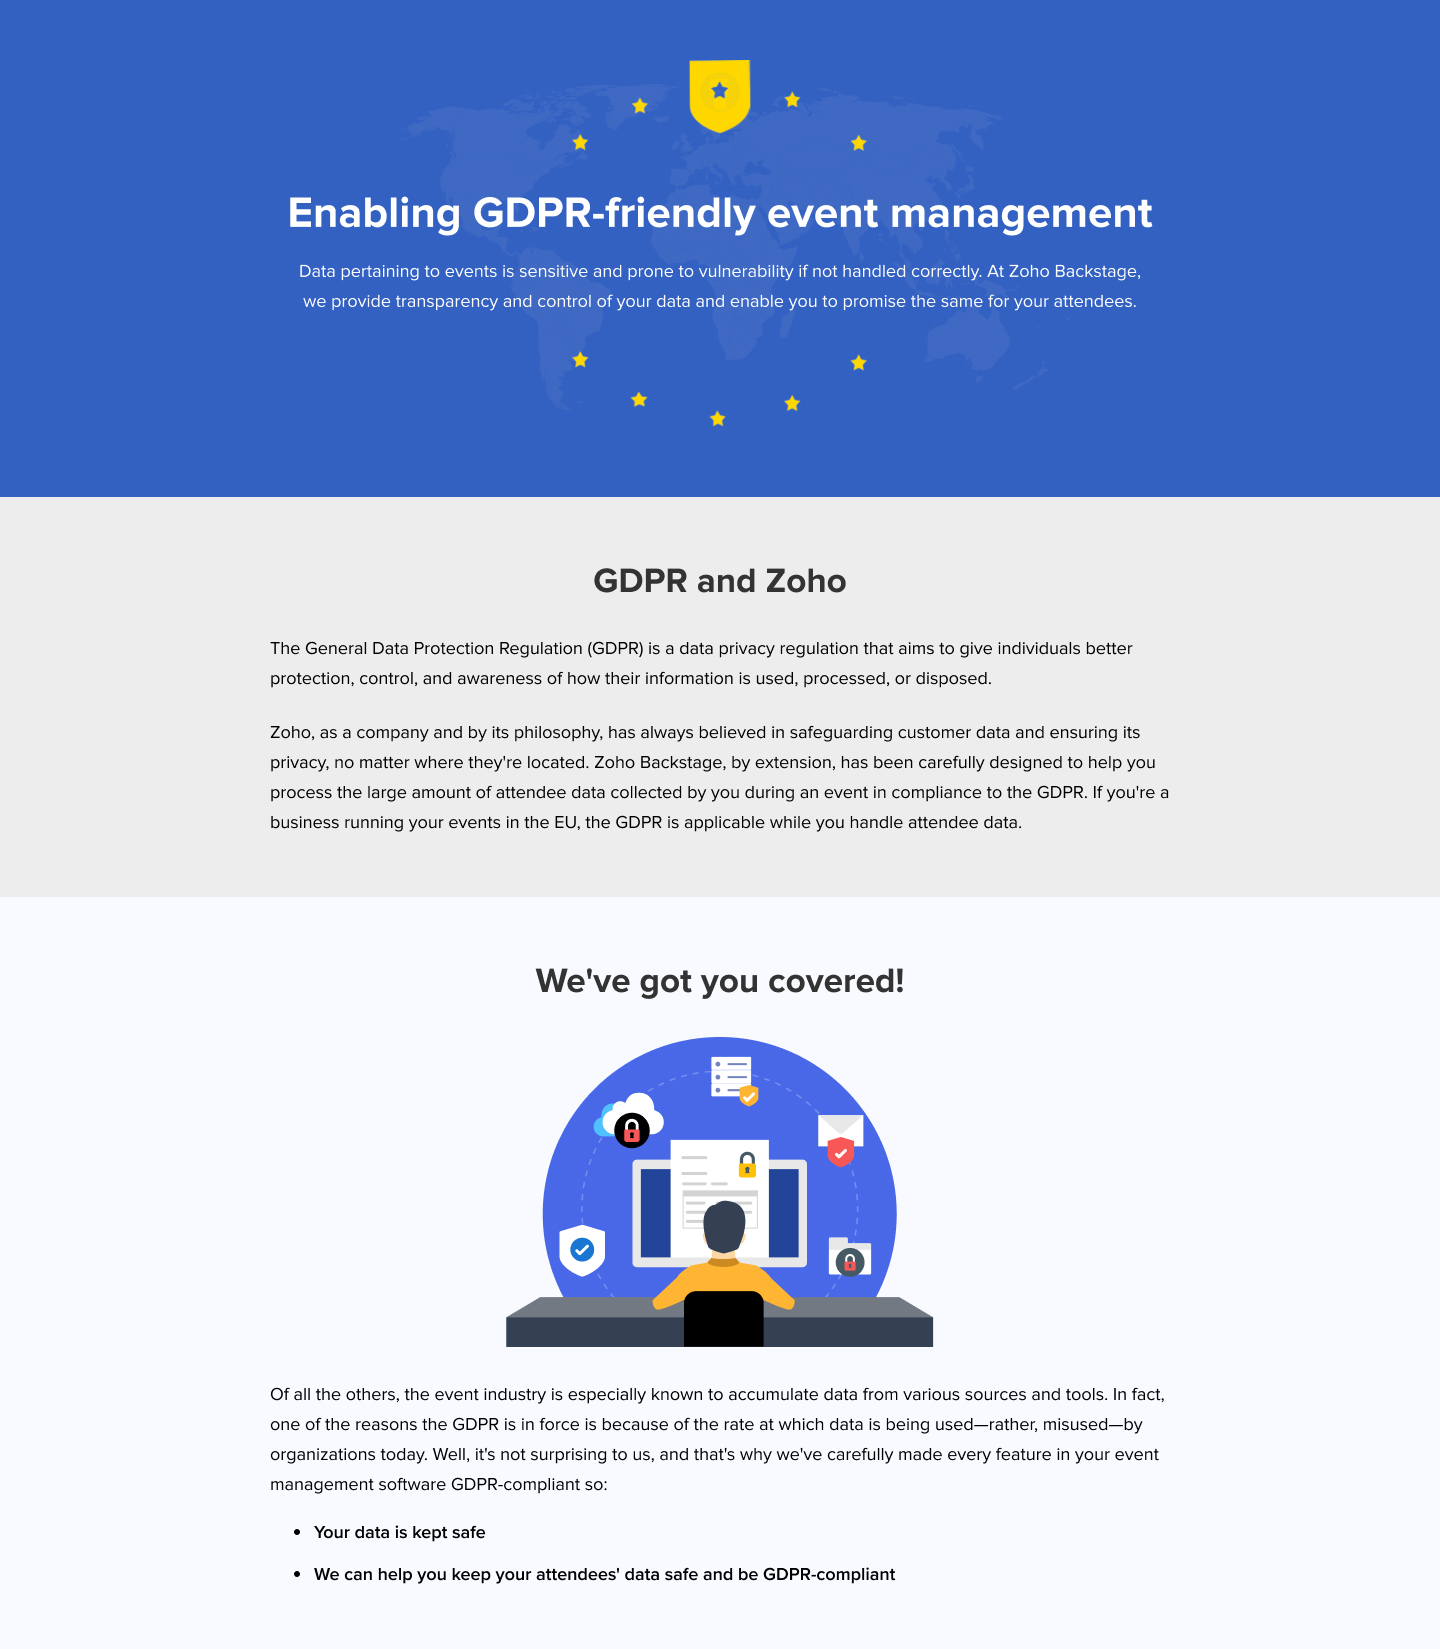 Enabling GDPR-friendly event management
Data pertaining to events is sensitive and prone to vulnerability if not handled correctly. At Zoho Backstage,
we provide transparency and control of your data and enable you to promise the same for your attendees.
GDPR and Zoho
The General Data Protection Regulation (GDPR) is a data privacy regulation that aims to give individuals better
protection, control, and awareness of how their information is used, processed, or disposed.
Zoho, as a company and by its philosophy, has always believed in safeguarding customer data and ensuring its
privacy, no matter where they're located. Zoho Backstage, by extension, has been carefully designed to help you
process the large amount of attendee data collected by you during an event in compliance to the GDPR. If you're a
business running your events in the EU, the GDPR is applicable while you handle attendee data.
We've got you covered!
Of all the others, the event industry is especially known to accumulate data from various sources and tools. In fact,
one of the reasons the GDPR is in force is because of the rate at which data is being used—rather, misused—by
organizations today. Well, it's not surprising to us, and that's why we've carefully made every feature in your event
management software GDPR-compliant so:
• Your data is kept safe
• We can help you keep your attendees' data safe and be GDPR-compliant